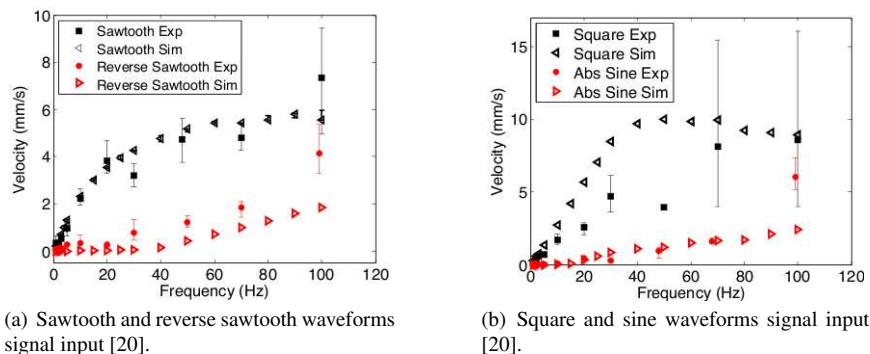 10
8
6
4
2
0
Velocity (mm/s)
Sawtooth Exp
Sawtooth Sim
Reverse Sawtooth Exp
Reverse Sawtooth Sim
0 20 40 60 80 100 120
Frequency (Hz)
(a) Sawtooth and reverse sawtooth waveforms
signal input [20].
15
10
5
0
Velocity (mm/s)
Square Exp
Square Sim
Abs Sine Exp
Abs Sine Sim
0 20 40 60 80 100 120
Frequency (Hz)
(b) Square and sine waveforms signal input
[20].